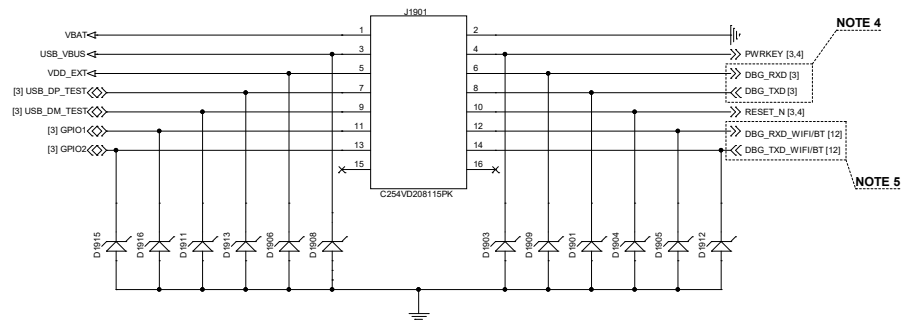 J1901
NOTE 4
VBAT 1 2
USB_VBUS 3 4 PWRKEY [3,4]
VDD_EXT 5 6 DBG_RXD [3]
[3] USB_DP_TEST 7 8 DBG_TXD [3]
[3] USB_DM_TEST 9 10 RESET_N [3,4]
[3] GPIO1 11 12 DBG_RXD_WIFI/BT [12]
[3] GPIO2 13 14 DBG_TXD_WIFI/BT [12]
15 16
NOTE 5
C254VD208115PK
D1915 D1916 D1911 D1913 D1906 D1908 D1903 D1909 D1901 D1904 D1905 D1912